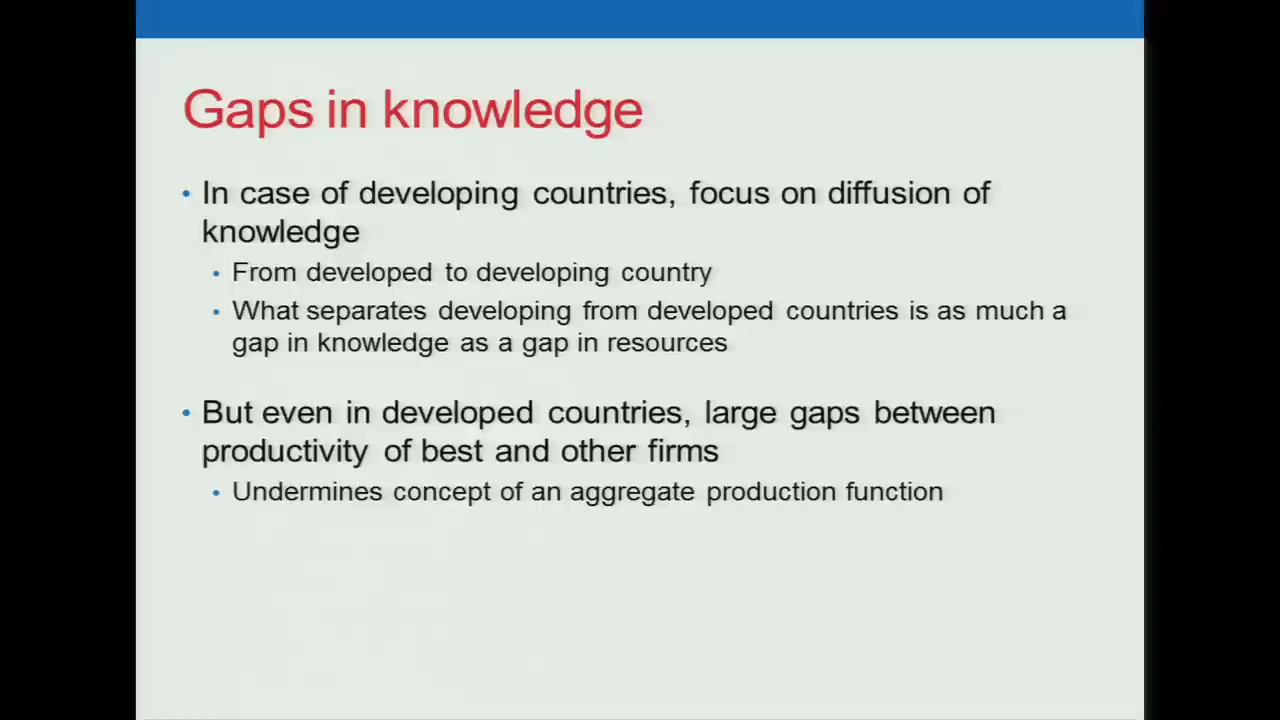 Gaps in knowledge
• In case of developing countries, focus on diffusion of
knowledge
• From developed to developing country
• What separates developing from developed countries is as much a
gap in knowledge as a gap in resources
• But even in developed countries, large gaps between
productivity of best and other firms
• Undermines concept of an aggregate production function